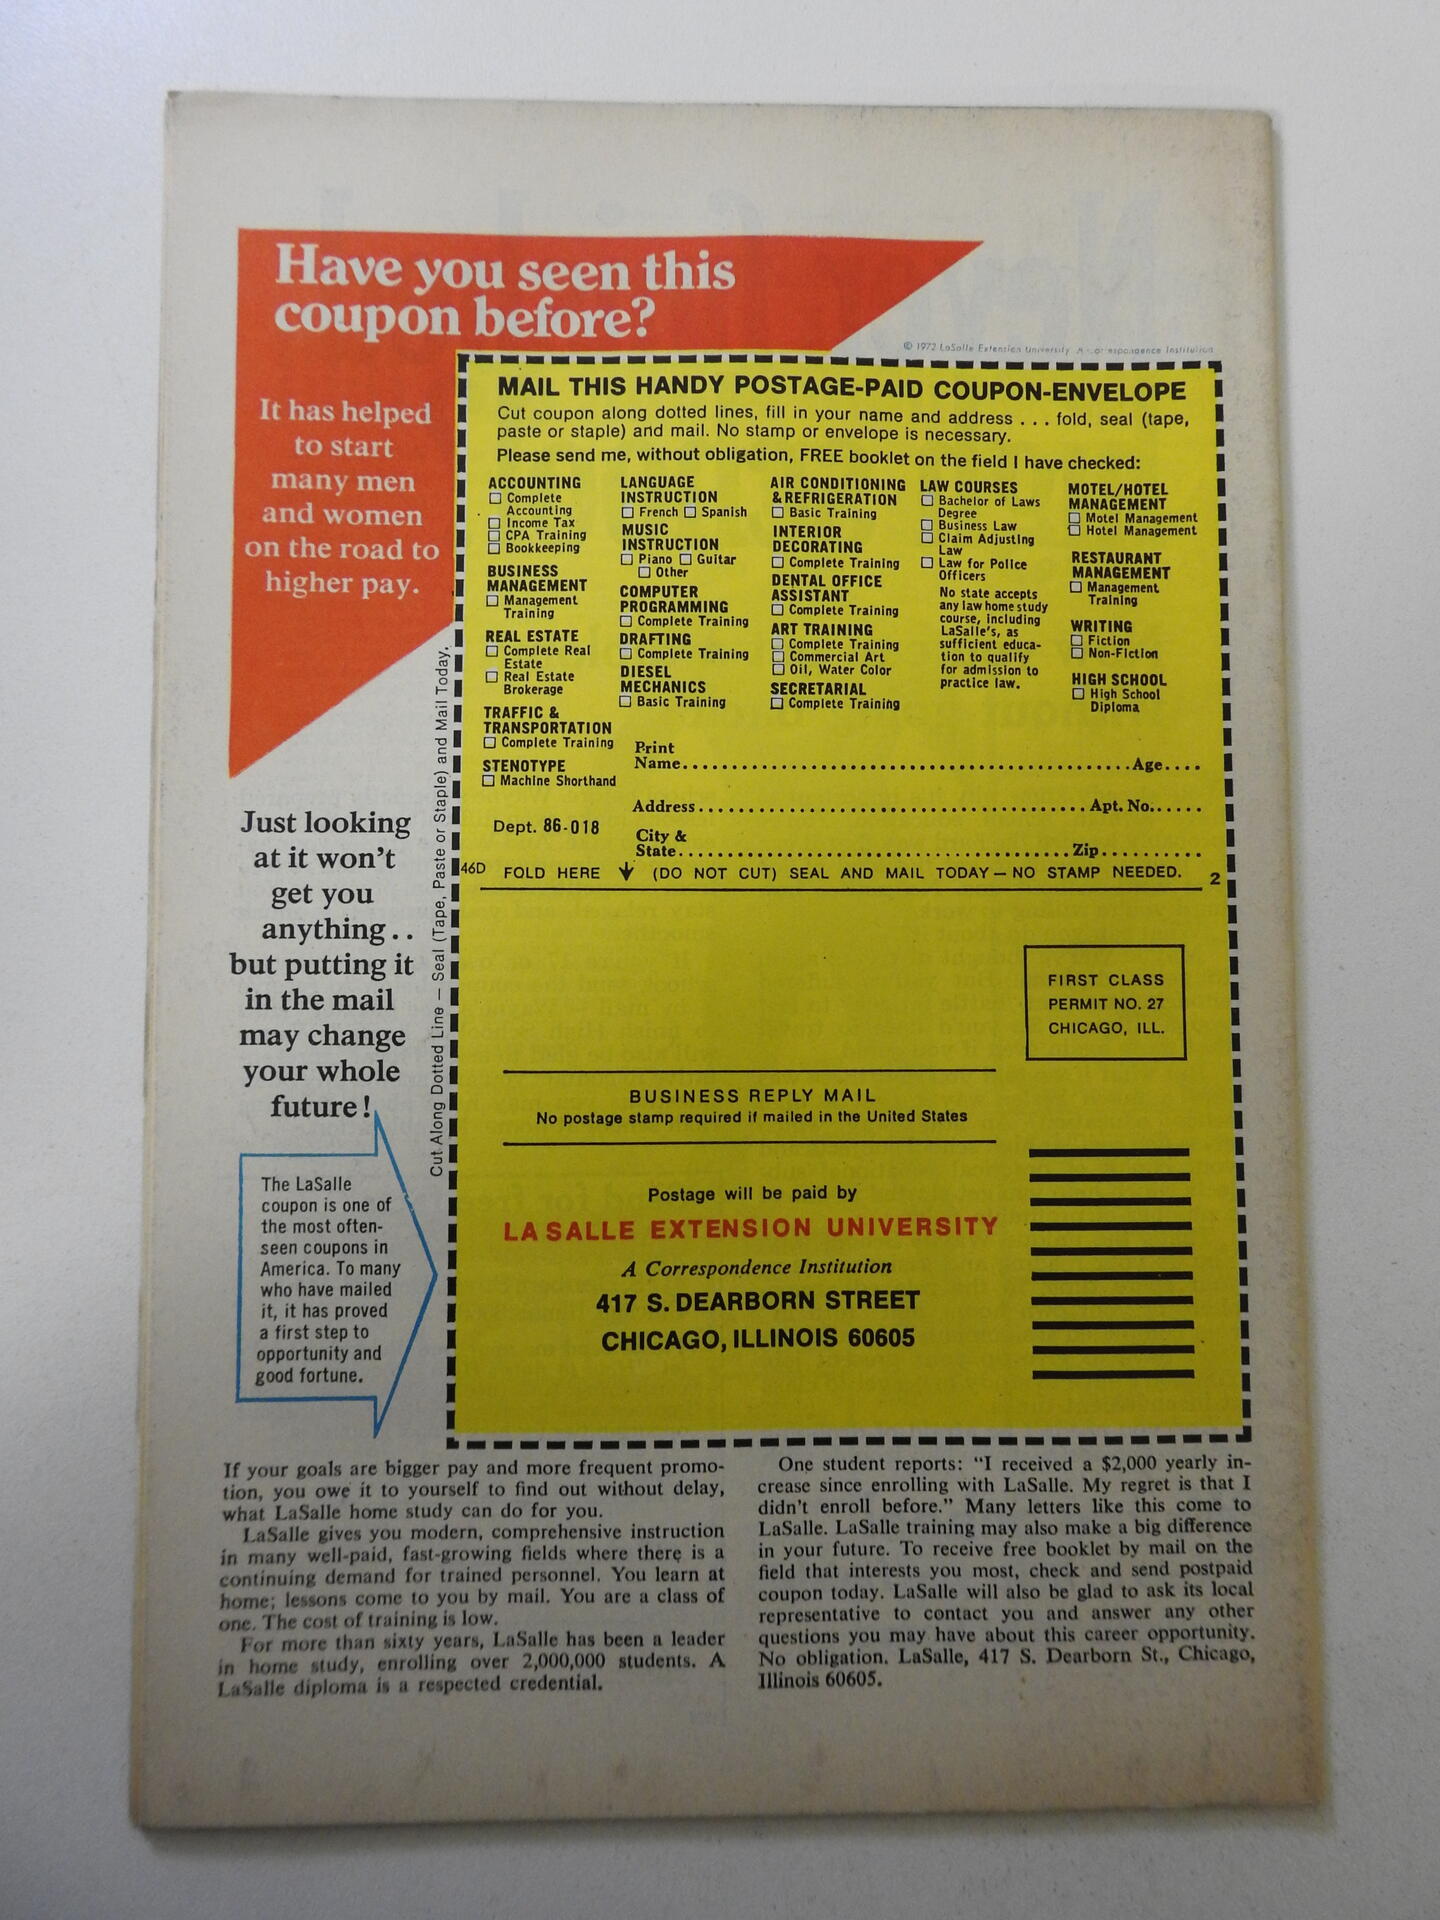 Have you seen this
coupon before?
It has helped
to start
many men
and women
on the road to
higher pay.
© 1972 LaSalle Extension University A Correspondence Institution
MAIL THIS HANDY POSTAGE-PAID COUPON-ENVELOPE
Cut coupon along dotted lines, fill in your name and address . . . fold, seal (tape,
paste or staple) and mail. No stamp or envelope is necessary.
Please send me, without obligation, FREE booklet on the field I have checked:
ACCOUNTING
☐ Complete
Accounting
☐ Income Tax
☐ CPA Training
☐ Bookkeeping
BUSINESS
MANAGEMENT
☐ Management
Training
REAL ESTATE
☐ Complete Real
Estate
☐ Real Estate
Brokerage
TRAFFIC &
TRANSPORTATION
☐ Complete Training
STENOTYPE
☐ Machine Shorthand
LANGUAGE
INSTRUCTION
☐ French ☐ Spanish
MUSIC
INSTRUCTION
☐ Piano ☐ Guitar
☐ Other
COMPUTER
PROGRAMMING
☐ Complete Training
DRAFTING
☐ Complete Training
DIESEL
MECHANICS
☐ Basic Training
AIR CONDITIONING
& REFRIGERATION
☐ Basic Training
INTERIOR
DECORATING
☐ Complete Training
DENTAL OFFICE
ASSISTANT
☐ Complete Training
ART TRAINING
☐ Complete Training
☐ Commercial Art
☐ Oil, Water Color
SECRETARIAL
☐ Complete Training
LAW COURSES
☐ Bachelor of Laws
Degree
☐ Business Law
☐ Claim Adjusting
Law
☐ Law for Police
Officers
No state accepts
any law home study
course, including
LaSalle's, as
sufficient educa-
tion to qualify
for admission to
practice law.
MOTEL/HOTEL
MANAGEMENT
☐ Motel Management
☐ Hotel Management
RESTAURANT
MANAGEMENT
☐ Management
Training
WRITING
☐ Fiction
☐ Non-Fiction
HIGH SCHOOL
☐ High School
Diploma
Print
Name.................................................Age....
Address.......................................... Apt. No......
Dept. 86-018
City &
State..........................................Zip...........
46D FOLD HERE ↓ (DO NOT CUT) SEAL AND MAIL TODAY — NO STAMP NEEDED. 2
Cut Along Dotted Line — Seal (Tape, Paste or Staple) and Mail Today.
Just looking
at it won't
get you
anything . .
but putting it
in the mail
may change
your whole
future!
The LaSalle
coupon is one of
the most often-
seen coupons in
America. To many
who have mailed
it, it has proved
a first step to
opportunity and
good fortune.
FIRST CLASS
PERMIT NO. 27
CHICAGO, ILL.
BUSINESS REPLY MAIL
No postage stamp required if mailed in the United States
Postage will be paid by
LA SALLE EXTENSION UNIVERSITY
A Correspondence Institution
417 S. DEARBORN STREET
CHICAGO, ILLINOIS 60605
If your goals are bigger pay and more frequent promo-
tion, you owe it to yourself to find out without delay,
what LaSalle home study can do for you.
LaSalle gives you modern, comprehensive instruction
in many well-paid, fast-growing fields where there is a
continuing demand for trained personnel. You learn at
home; lessons come to you by mail. You are a class of
one. The cost of training is low.
For more than sixty years, LaSalle has been a leader
in home study, enrolling over 2,000,000 students. A
LaSalle diploma is a respected credential.
One student reports: "I received a $2,000 yearly in-
crease since enrolling with LaSalle. My regret is that I
didn't enroll before." Many letters like this come to
LaSalle. LaSalle training may also make a big difference
in your future. To receive free booklet by mail on the
field that interests you most, check and send postpaid
coupon today. LaSalle will also be glad to ask its local
representative to contact you and answer any other
questions you may have about this career opportunity.
No obligation. LaSalle, 417 S. Dearborn St., Chicago,
Illinois 60605.